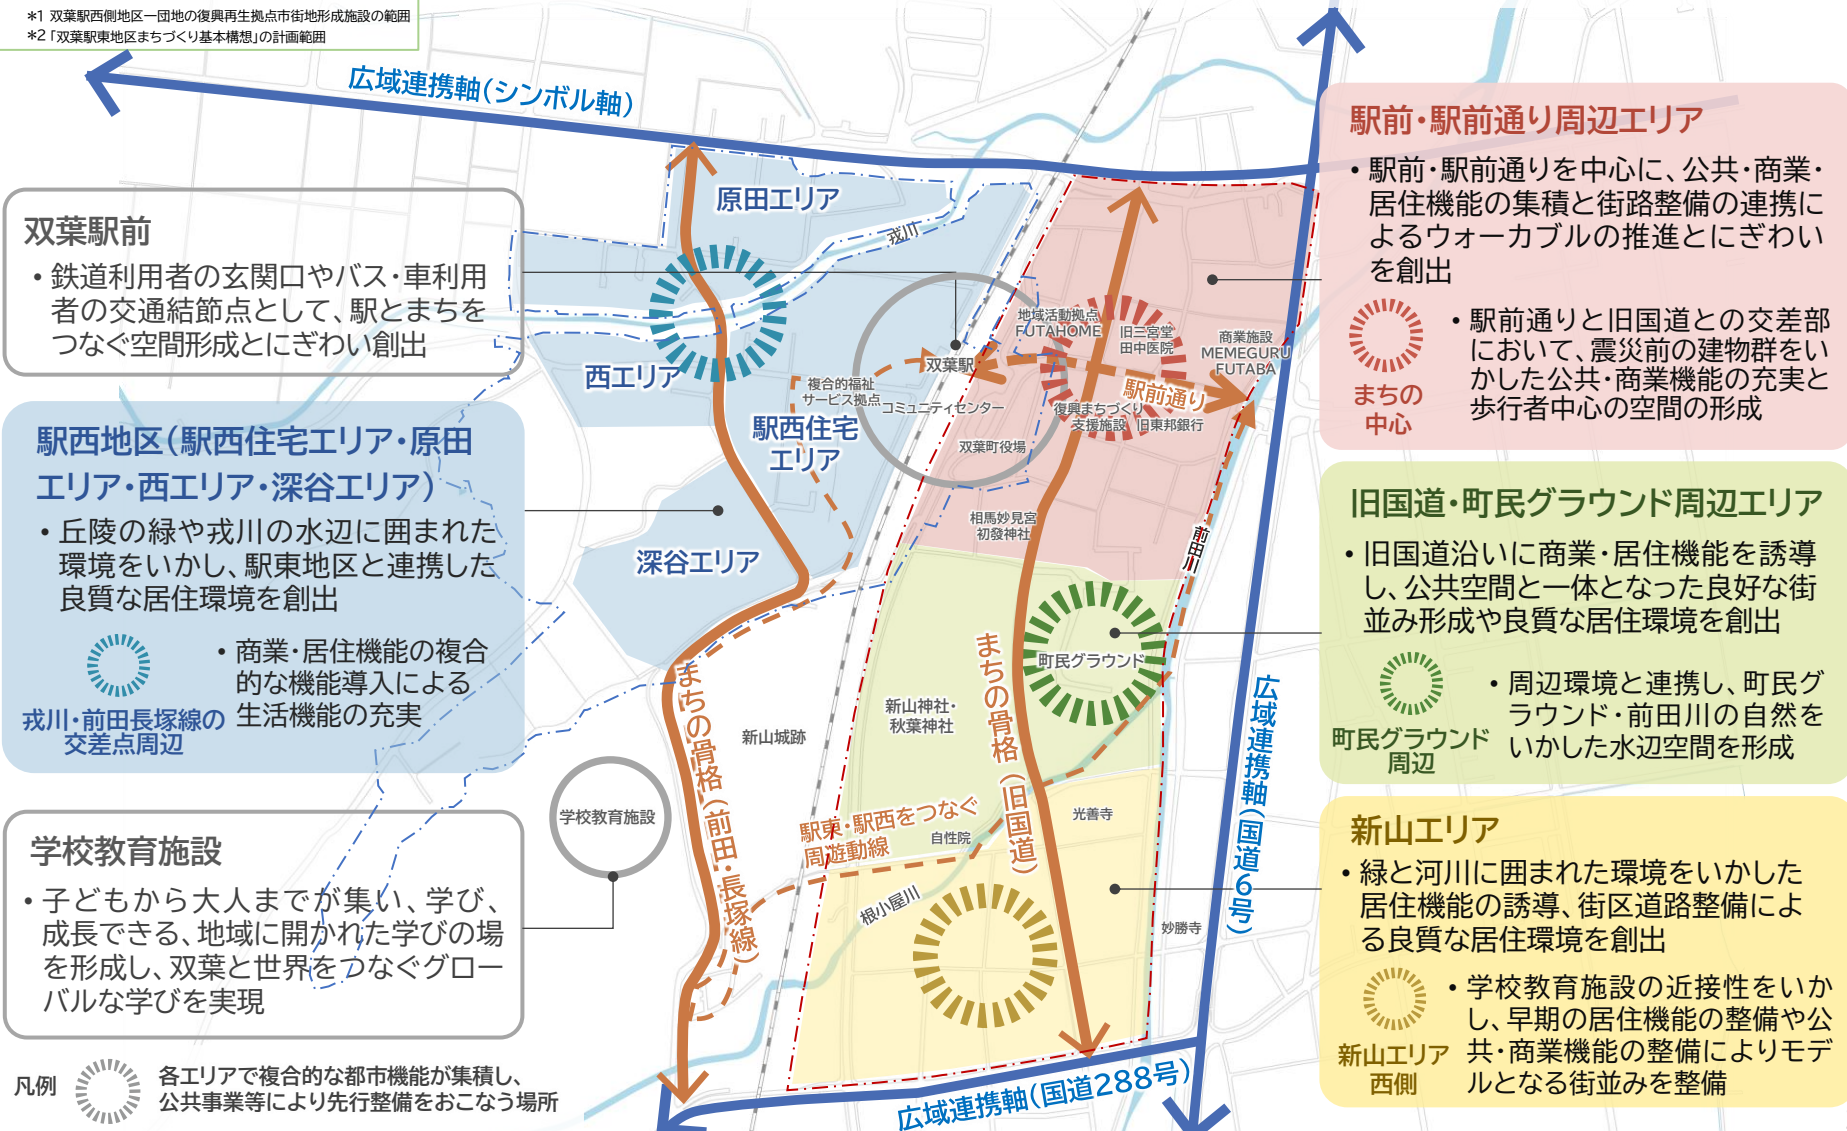 *1 双葉駅西側地区一団地の復興再生拠点市街地形成施設の範囲
*2 「双葉駅東地区まちづくり基本構想」の計画範囲
広域連携軸(シンボル軸)
双葉駅前
・鉄道利用者の玄関口やバス・車利用
者の交通結節点として、駅とまちを
つなぐ空間形成とにぎわい創出
駅西地区(駅西住宅エリア・原田
エリア・西エリア・深谷エリア)
・丘陵の緑や戎川の水辺に囲まれた
環境をいかし、駅東地区と連携した
良質な居住環境を創出
・商業・居住機能の複合
的な機能導入による
生活機能の充実
戎川・前田長塚線の
交差点周辺
学校教育施設
・子どもから大人までが集い、学び、
成長できる、地域に開かれた学びの場
を形成し、双葉と世界をつなぐグロー
バルな学びを実現
凡例
各エリアで複合的な都市機能が集積し、
公共事業等により先行整備をおこなう場所
原田エリア
戎川
西エリア
駅西住宅
エリア
深谷エリア
複合的福祉
サービス拠点
コミュニティセンター
双葉駅
双葉町役場
地域活動拠点
FUTAHOME
旧三宮堂
田中医院
商業施設
MEMEGURU
FUTABA
駅前通り
復興まちづくり
支援施設
旧東邦銀行
相馬妙見宮
初發神社
前田川
町民グラウンド
まちの骨格(旧国道)
まちの骨格(前田・長塚線)
新山神社・
秋葉神社
新山城跡
学校教育施設
駅東・駅西をつなぐ
周遊動線
自性院
光善寺
根小屋川
妙勝寺
広域連携軸(国道6号)
広域連携軸(国道288号)
駅前・駅前通り周辺エリア
・駅前・駅前通りを中心に、公共・商業・
居住機能の集積と街路整備の連携に
よるウォーカブルの推進とにぎわい
を創出
・駅前通りと旧国道との交差部
において、震災前の建物群をい
かした公共・商業機能の充実と
歩行者中心の空間の形成
まちの
中心
旧国道・町民グラウンド周辺エリア
・旧国道沿いに商業・居住機能を誘導
し、公共空間と一体となった良好な街
並み形成や良質な居住環境を創出
・周辺環境と連携し、町民グ
ラウンド・前田川の自然を
いかした水辺空間を形成
町民グラウンド
周辺
新山エリア
・緑と河川に囲まれた環境をいかした
居住機能の誘導、街区道路整備によ
る良質な居住環境を創出
・学校教育施設の近接性をいか
し、早期の居住機能の整備や公
共・商業機能の整備によりモデ
ルとなる街並みを整備
新山エリア
西側